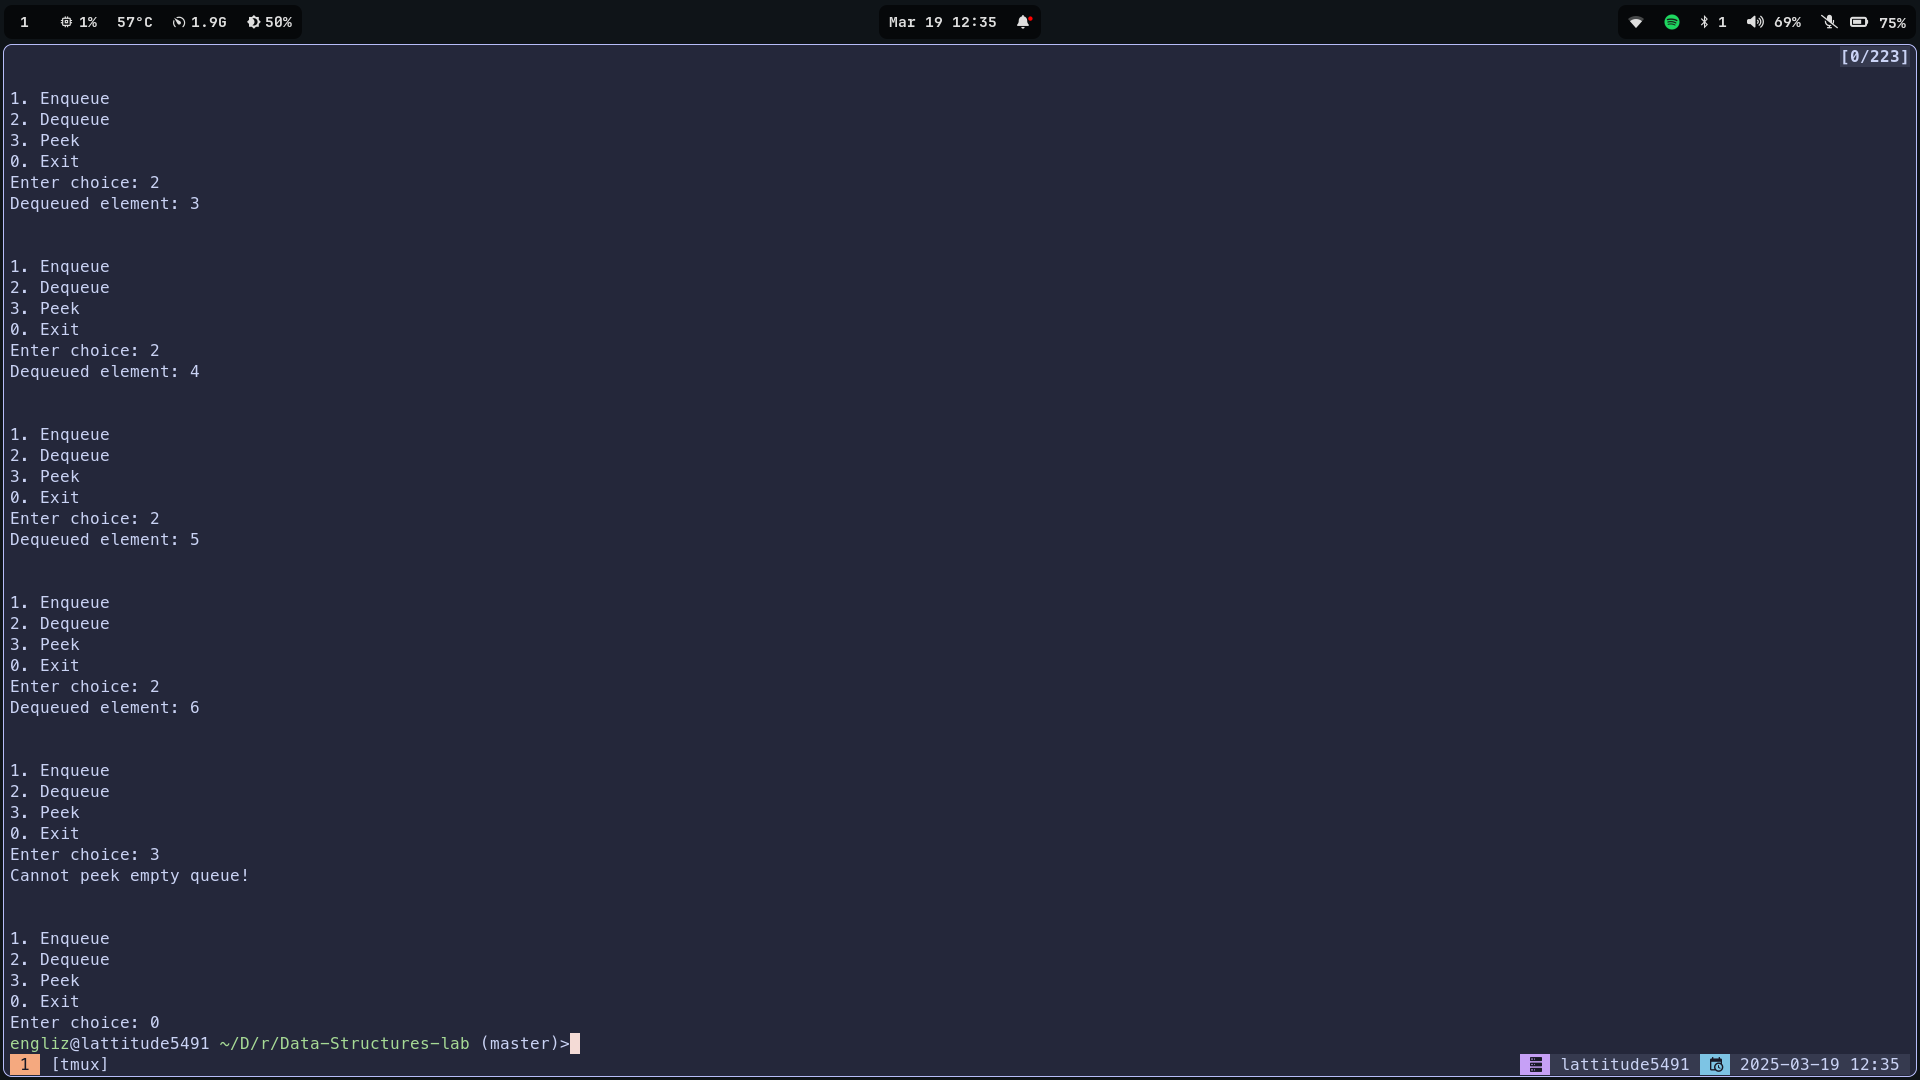 1 1% 57°C 1.9G 50% Mar 19 12:35 1 69% 75%
[0/223]
1. Enqueue
2. Dequeue
3. Peek
0. Exit
Enter choice: 2
Dequeued element: 3
1. Enqueue
2. Dequeue
3. Peek
0. Exit
Enter choice: 2
Dequeued element: 4
1. Enqueue
2. Dequeue
3. Peek
0. Exit
Enter choice: 2
Dequeued element: 5
1. Enqueue
2. Dequeue
3. Peek
0. Exit
Enter choice: 2
Dequeued element: 6
1. Enqueue
2. Dequeue
3. Peek
0. Exit
Enter choice: 3
Cannot peek empty queue!
1. Enqueue
2. Dequeue
3. Peek
0. Exit
Enter choice: 0
engliz@lattitude5491 ~/D/r/Data-Structures-lab (master)>
1 [tmux] lattitude5491 2025-03-19 12:35